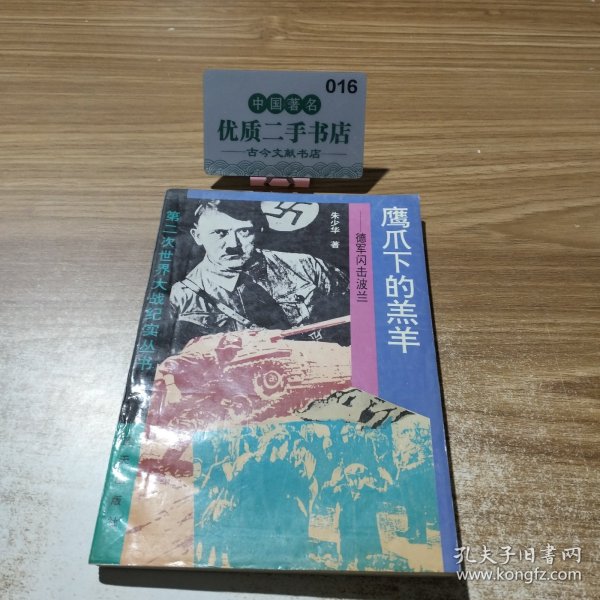 016
中国著名
优质二手书店
古今文献书店
鹰爪下的羔羊
——德军闪击波兰
朱少华 著
第二次世界大战纪实丛书
孔夫子旧书网
www.kongfz.com